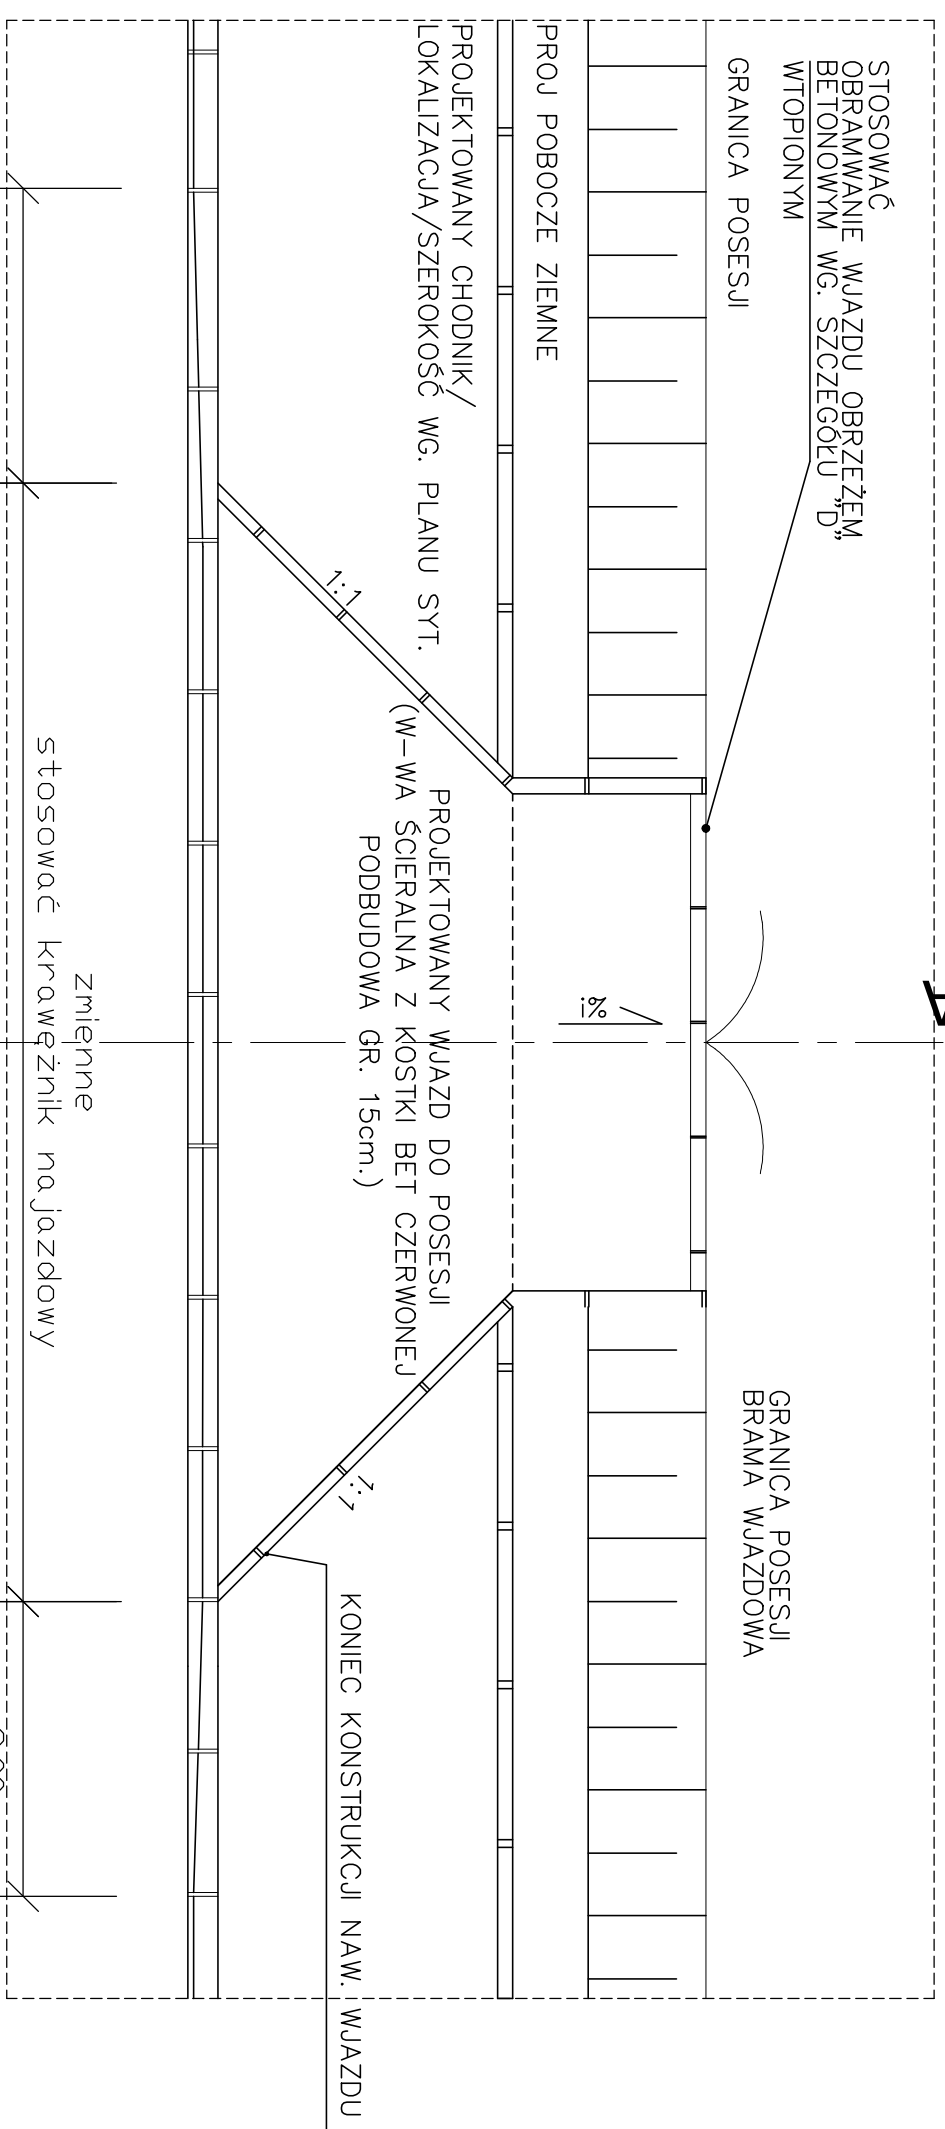 STOSOWAĆ
OBRAMWANIE WJAZDU OBRZEŻEM
BETONOWYM WG. SZCZEGÓŁU "D"
WTOPIONYM
GRANICA POSESJI
GRANICA POSESJI
BRAMA WJAZDOWA
PROJ POBOCZE ZIEMNE
i%
PROJEKTOWANY CHODNIK/
LOKALIZACJA/SZEROKOŚĆ WG. PLANU SYT.
PROJEKTOWANY WJAZD DO POSESJI
(W-WA ŚCIERALNA Z KOSTKI BET CZERWONEJ
PODBUDOWA GR. 15cm.)
1:1
1:1
KONIEC KONSTRUKCJI NAW. WJAZDU
zmienne
stosować krawężnik najazdowy